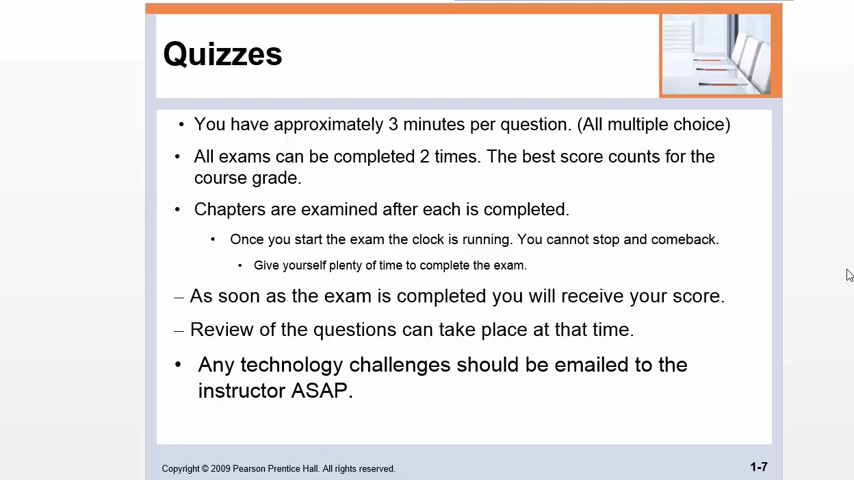 Quizzes
• You have approximately 3 minutes per question. (All multiple choice)
• All exams can be completed 2 times. The best score counts for the
course grade.
• Chapters are examined after each is completed.
• Once you start the exam the clock is running. You cannot stop and comeback.
• Give yourself plenty of time to complete the exam.
– As soon as the exam is completed you will receive your score.
– Review of the questions can take place at that time.
• Any technology challenges should be emailed to the
instructor ASAP.
Copyright © 2009 Pearson Prentice Hall. All rights reserved.
1-7